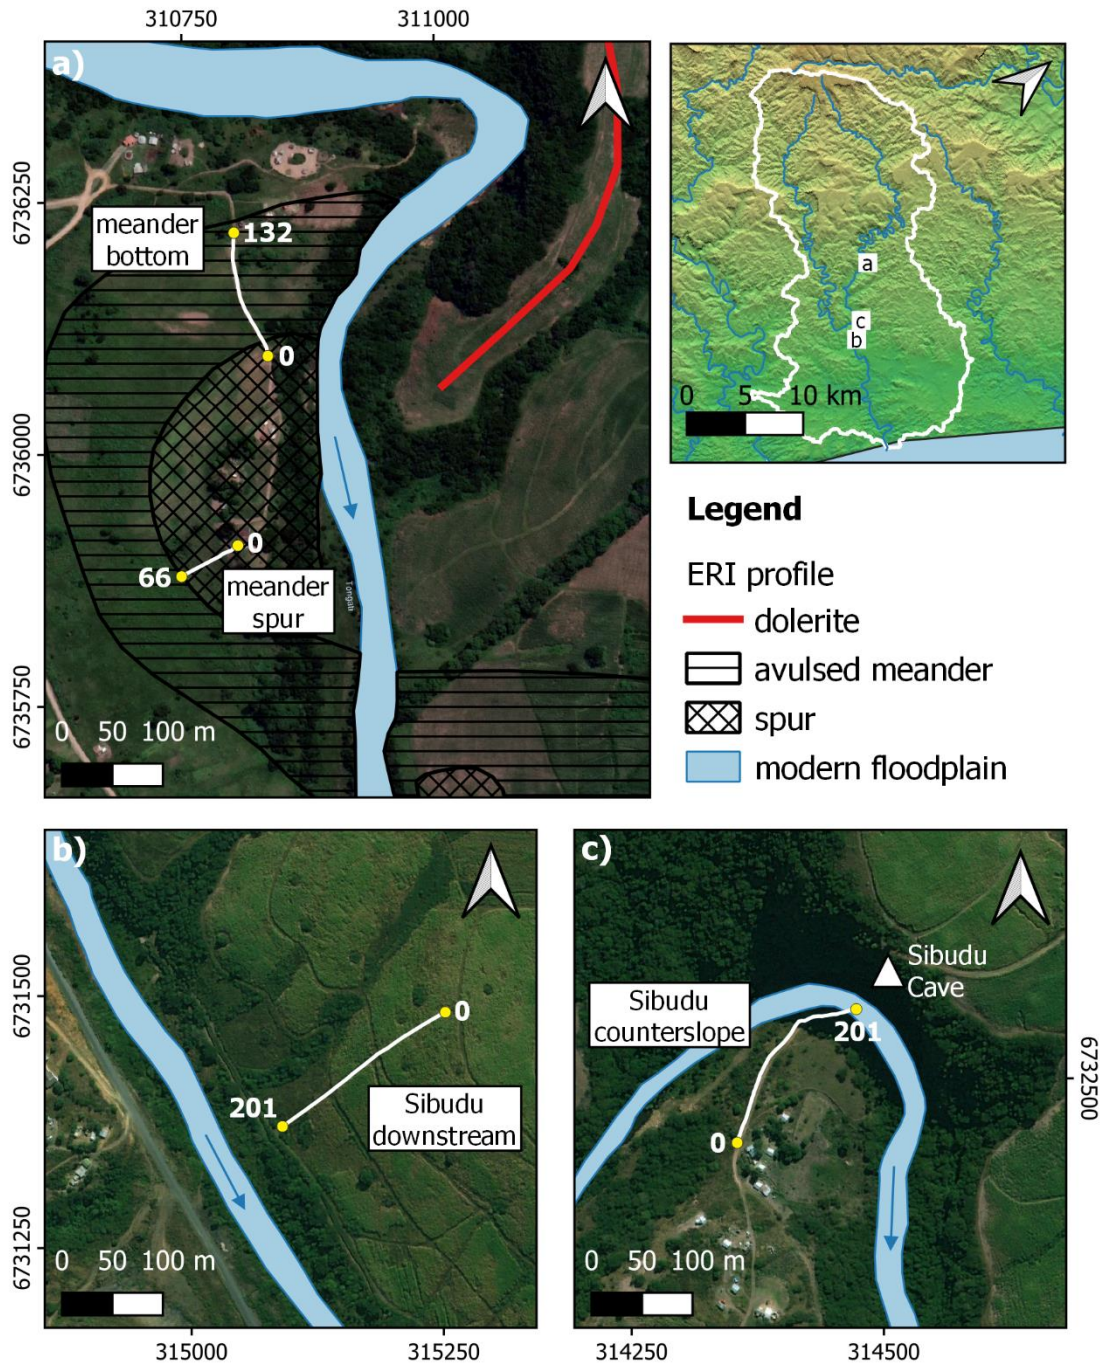 310750
311000
a)
6736250
6736000
6735750
meander
bottom
132
0
0
66
meander
spur
Tongati
0 50 100 m
a
c
b
0 5 10 km
Legend
ERI profile
dolerite
avulsed meander
spur
modern floodplain
b)
6731500
6731250
0
201
Sibudu
downstream
0 50 100 m
315000
315250
c)
Sibudu
Cave
Sibudu
counterslope
201
0
6732500
0 50 100 m
314250
314500